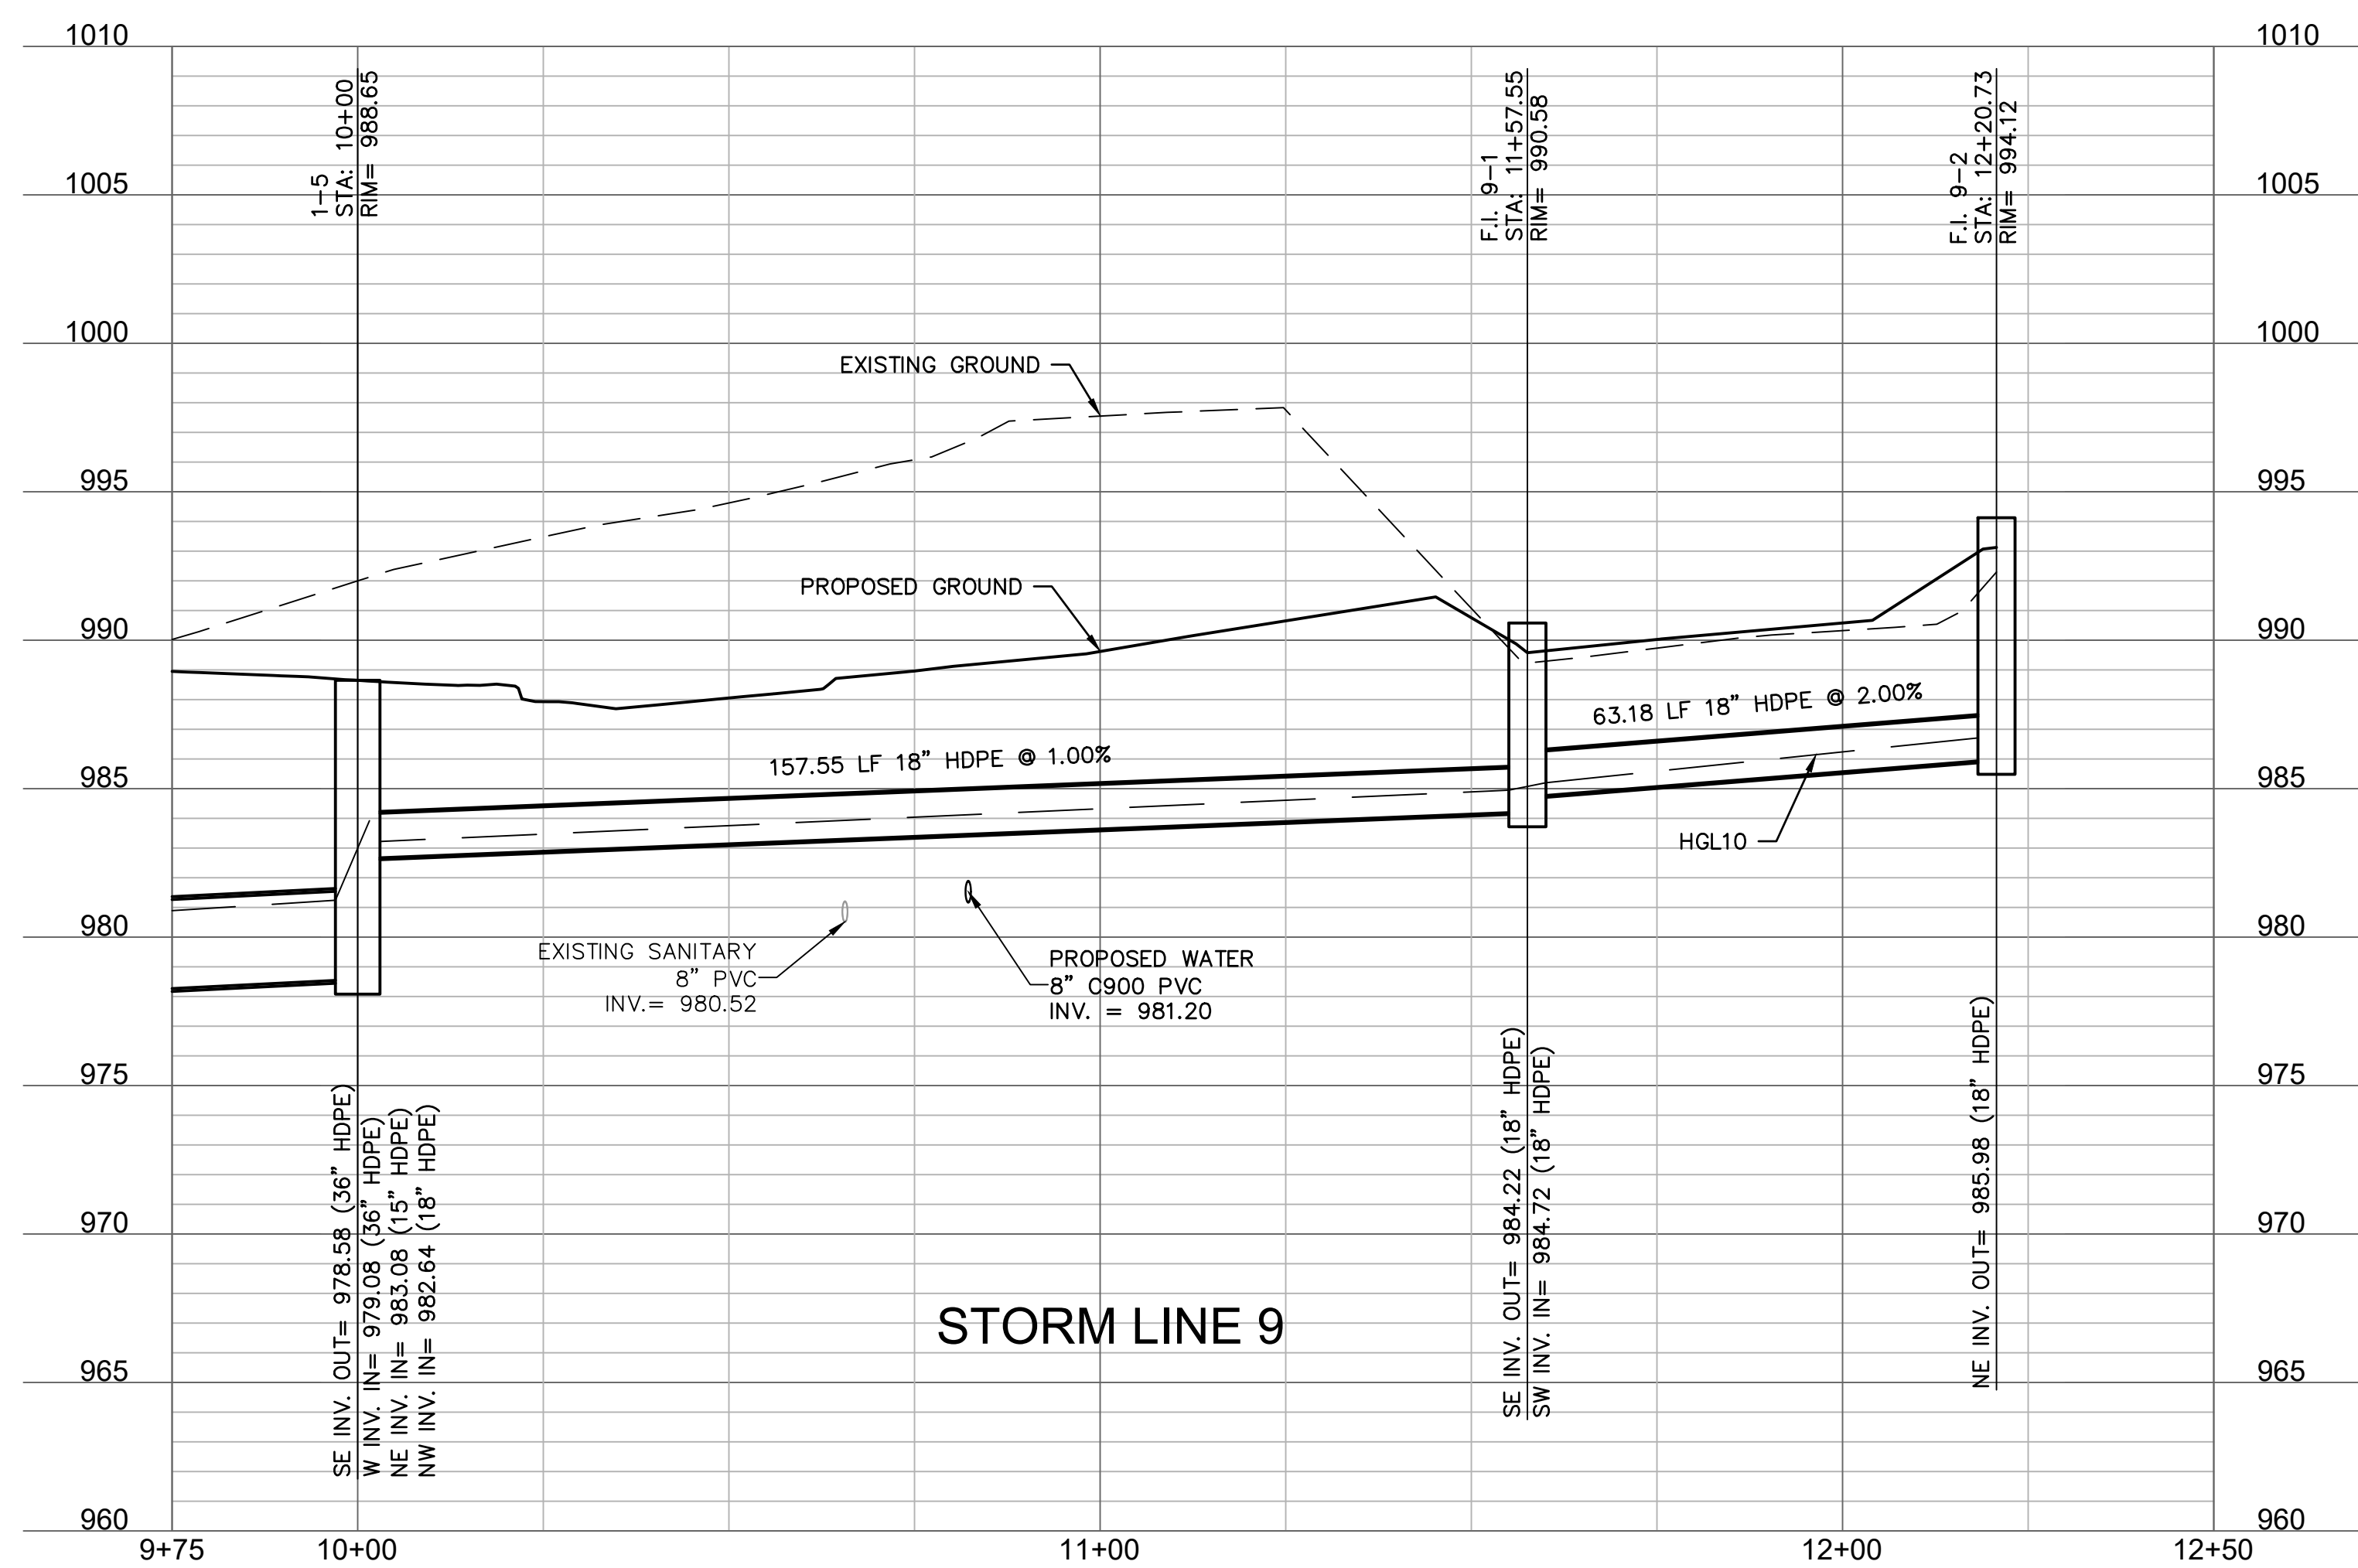 1010
1005
1000
995
990
985
980
975
970
965
960
1010
1005
1000
995
990
985
980
975
970
965
960
1-5
STA: 10+00
RIM= 988.65
F.I. 9-1
STA: 11+57.55
RIM= 990.58
F.I. 9-2
STA: 12+20.73
RIM= 994.12
EXISTING GROUND
PROPOSED GROUND
157.55 LF 18" HDPE @ 1.00%
63.18 LF 18" HDPE @ 2.00%
HGL10
EXISTING SANITARY
8" PVC
INV.= 980.52
PROPOSED WATER
8" C900 PVC
INV. = 981.20
SE INV. OUT= 978.58 (36" HDPE)
W INV. IN= 979.08 (36" HDPE)
NE INV. IN= 983.08 (15" HDPE)
NW INV. IN= 982.64 (18" HDPE)
SE INV. OUT= 984.22 (18" HDPE)
SW INV. IN= 984.72 (18" HDPE)
NE INV. OUT= 985.98 (18" HDPE)
STORM LINE 9
9+75
10+00
11+00
12+00
12+50